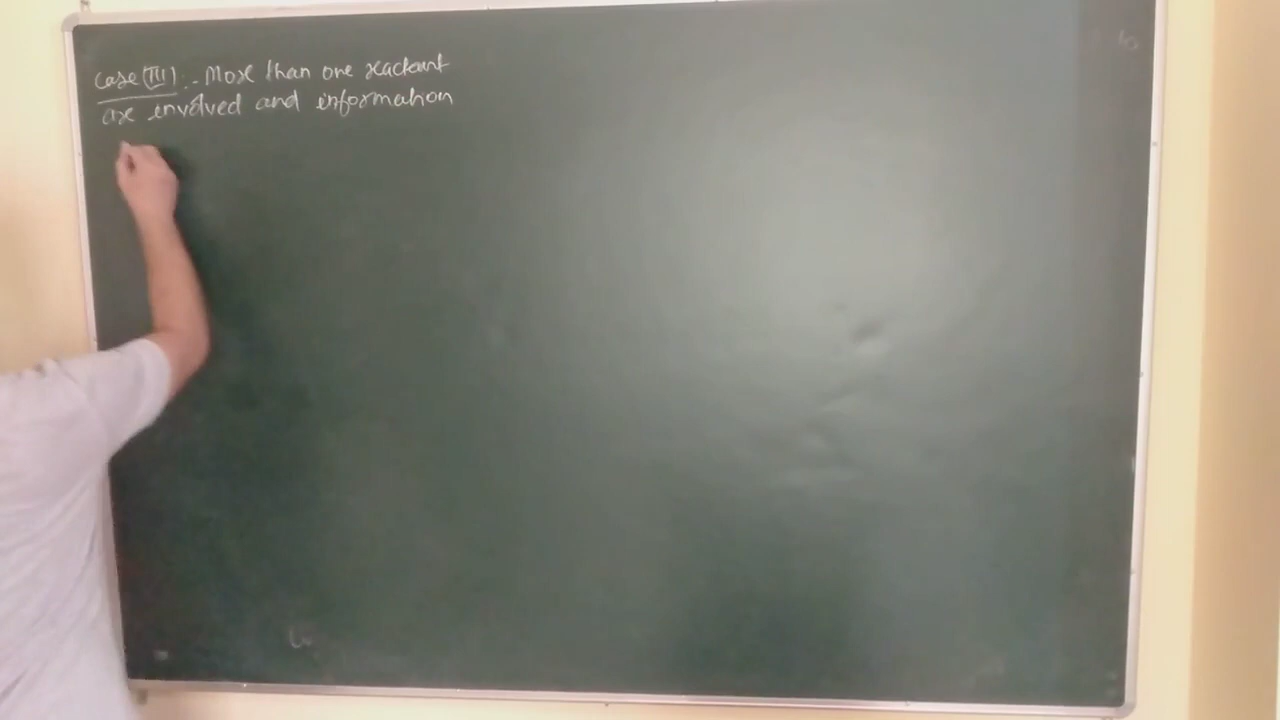 Case (III) :- More than one reactant
are involved and information